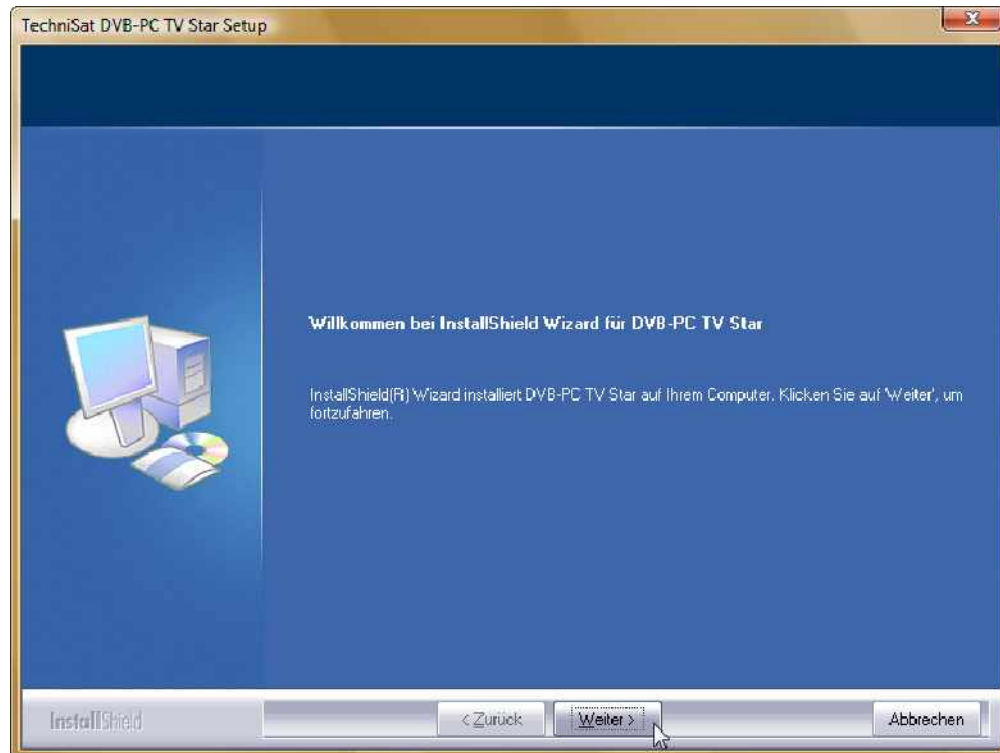 TechniSat DVB-PC TV Star Setup
Willkommen bei InstallShield Wizard für DVB-PC TV Star
InstallShield(R) Wizard installiert DVB-PC TV Star auf Ihrem Computer. Klicken Sie auf 'Weiter', um
fortzufahren.
InstallShield
< Zurück
Weiter >
Abbrechen